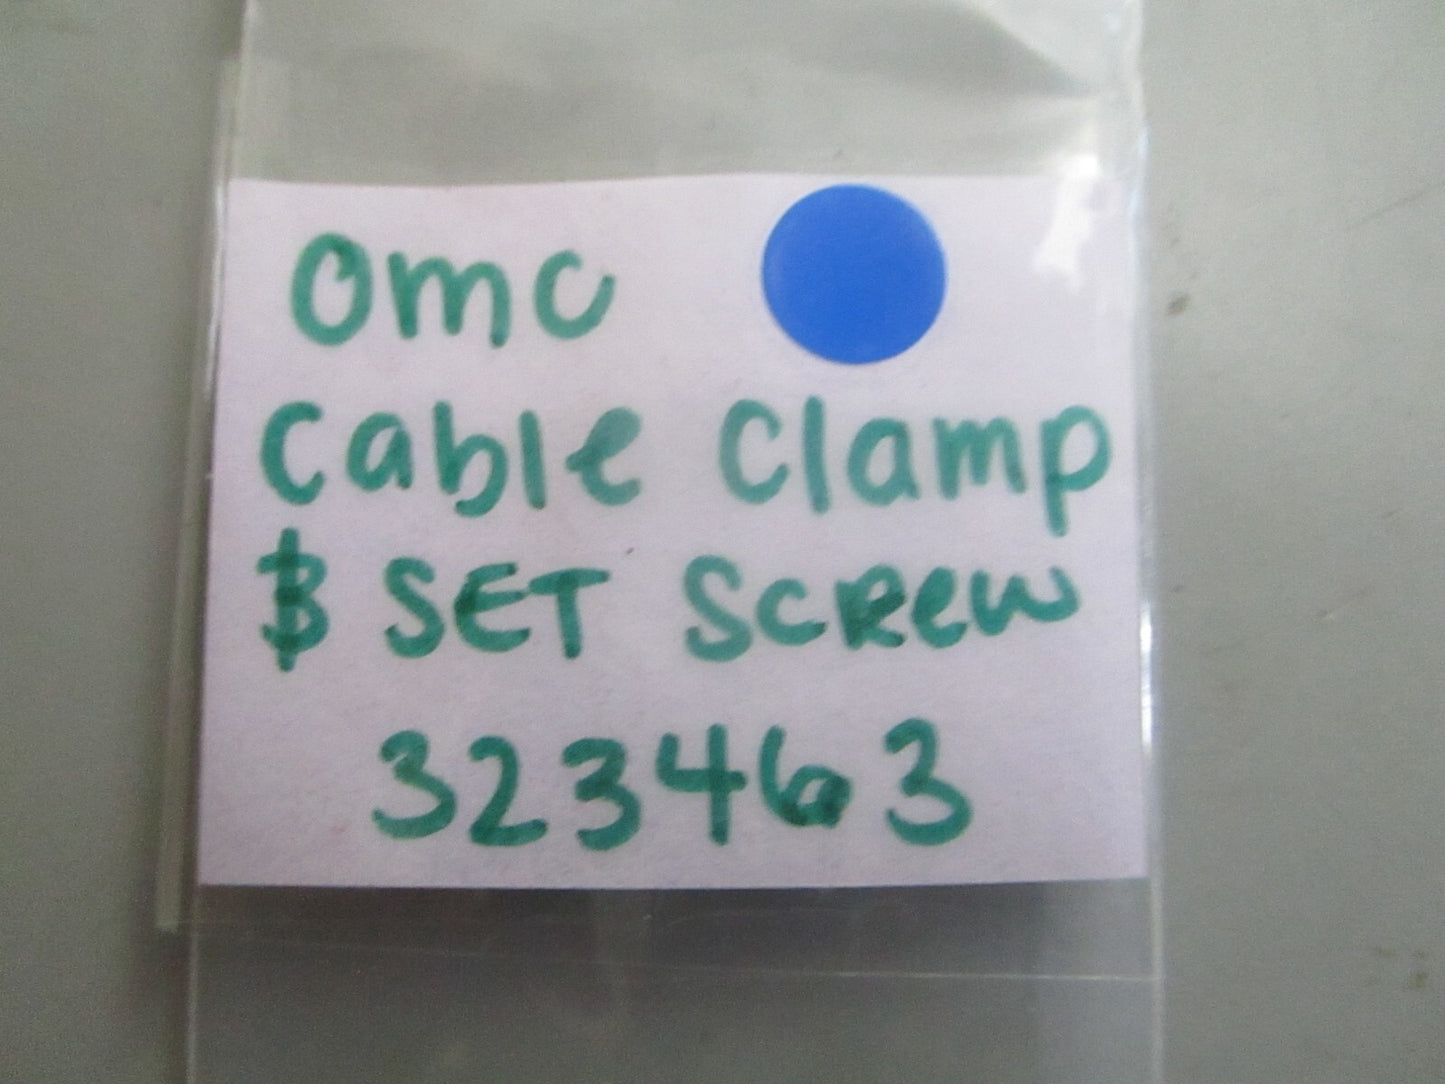 OMC
Cable Clamp
& SET SCREW
323463